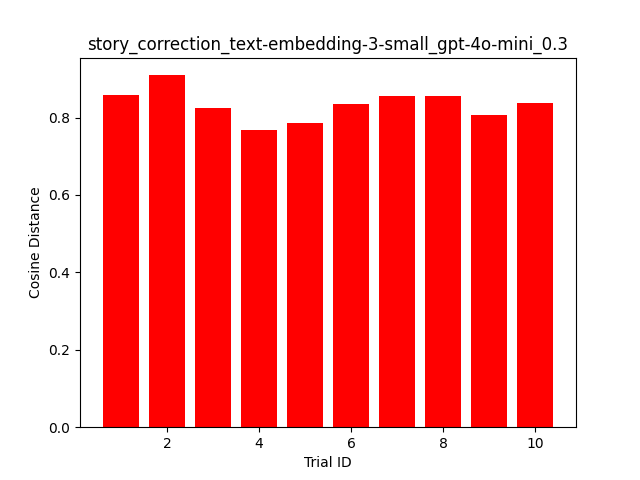 story_correction_text-embedding-3-small_gpt-4o-mini_0.3
Cosine Distance
0.8
0.6
0.4
0.2
0.0
2 4 6 8 10
Trial ID